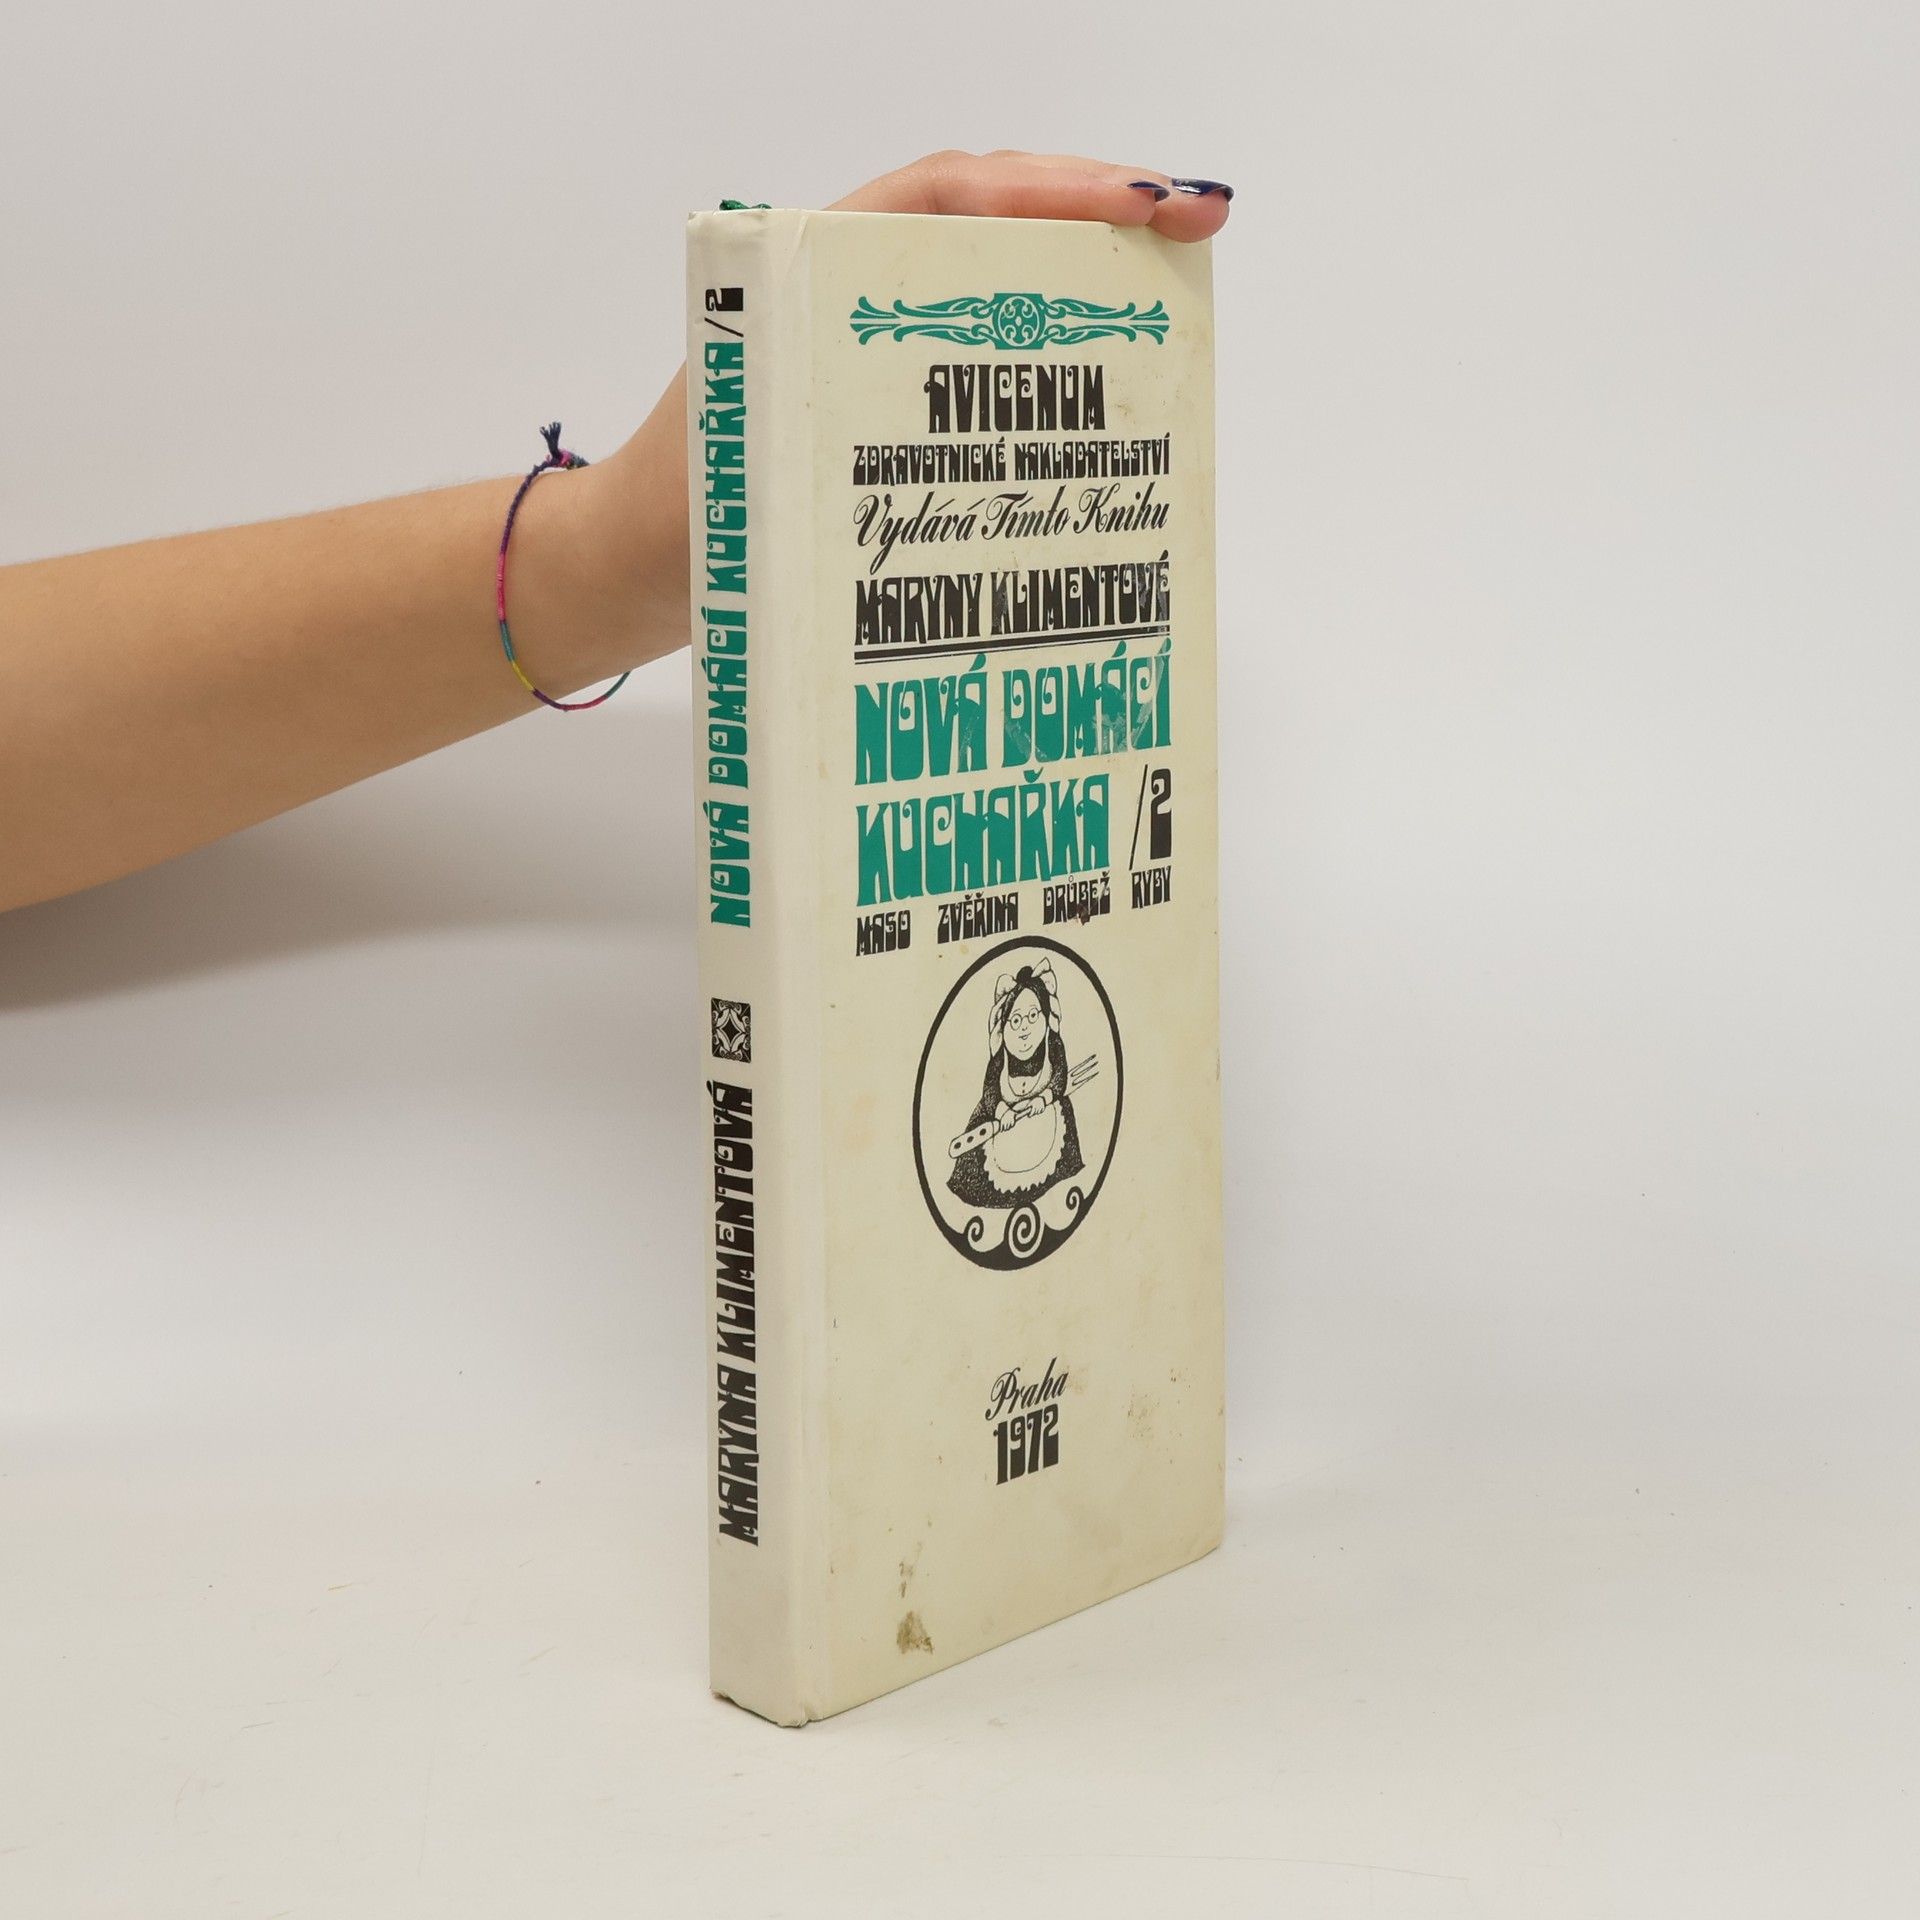 NOVÁ DOMÁCÍ KUCHAŘKA/2
MARYNA KLIMENTOVÁ
AVICENUM
ZDRAVOTNICKÉ NAKLADATELSTVÍ
Vydává Tímto Knihu
MARYNY KLIMENTOVÉ
NOVÁ DOMÁCÍ
KUCHAŘKA /2
MASO ZVĚŘINA DRŮBEŽ RYBY
Praha
1972